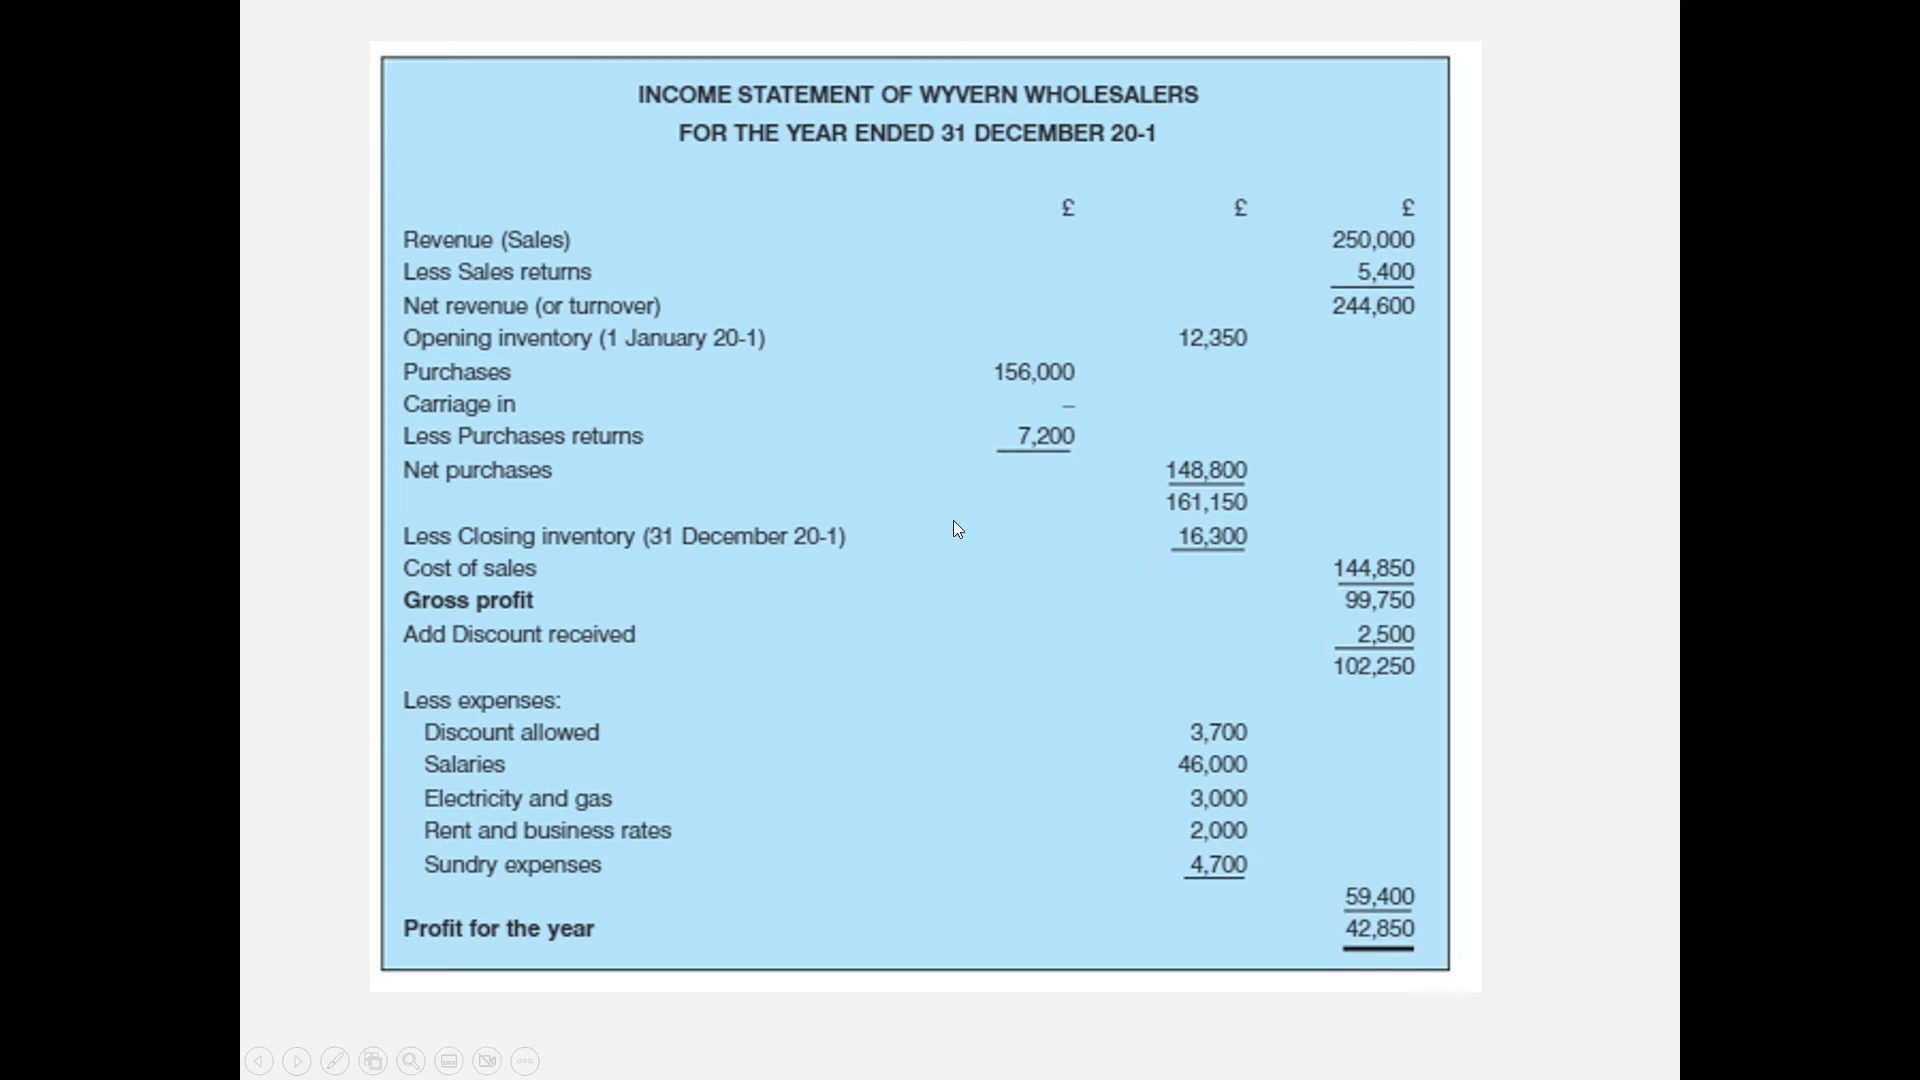 INCOME STATEMENT OF WYVERN WHOLESALERS
FOR THE YEAR ENDED 31 DECEMBER 20-1
£ £ £
Revenue (Sales) 250,000
Less Sales returns 5,400
Net revenue (or turnover) 244,600
Opening inventory (1 January 20-1) 12,350
Purchases 156,000
Carriage in –
Less Purchases returns 7,200
Net purchases 148,800
161,150
Less Closing inventory (31 December 20-1) 16,300
Cost of sales 144,850
Gross profit 99,750
Add Discount received 2,500
102,250
Less expenses:
Discount allowed 3,700
Salaries 46,000
Electricity and gas 3,000
Rent and business rates 2,000
Sundry expenses 4,700
59,400
Profit for the year 42,850